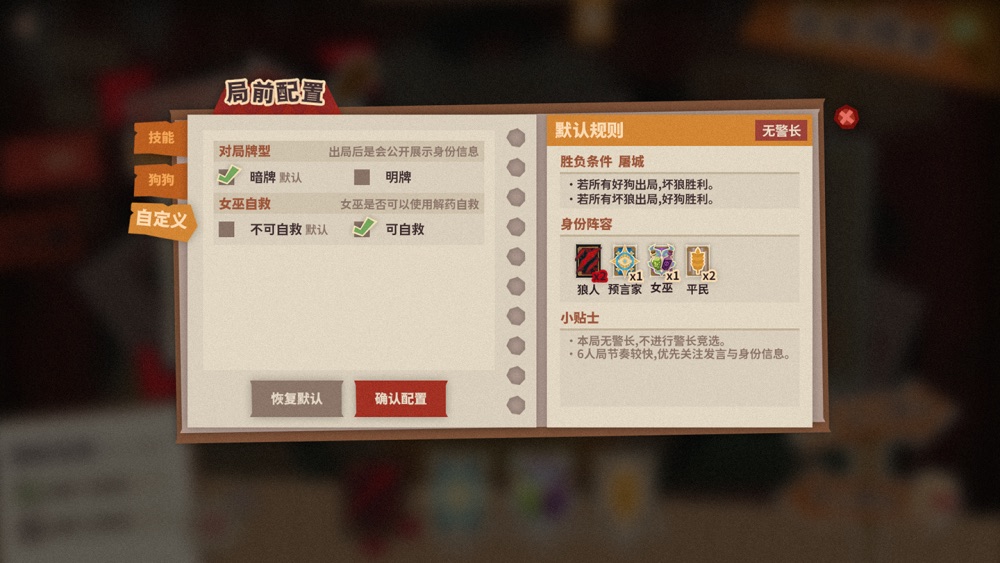 局前配置
技能
狗狗
自定义
对局牌型 出局后是会公开展示身份信息
暗牌 默认 明牌
女巫自救 女巫是否可以使用解药自救
不可自救 默认 可自救
恢复默认 确认配置
默认规则 无警长
胜负条件 屠城
·若所有好狗出局,坏狼胜利。
·若所有坏狼出局,好狗胜利。
身份阵容
x2 x1 x1 x2
狼人 预言家 女巫 平民
小贴士
·本局无警长,不进行警长竞选。
·6人局节奏较快,优先关注发言与身份信息。